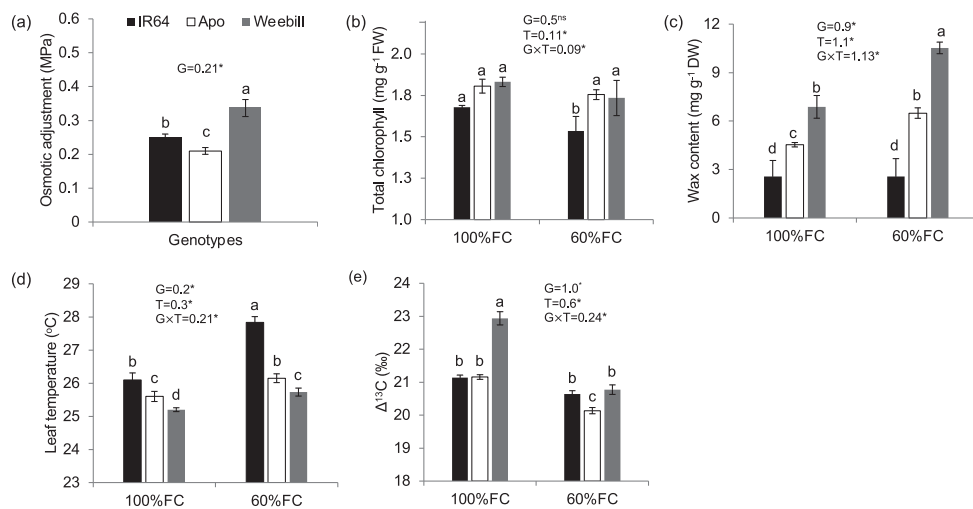 (a)
IR64 Apo Weebill
G=0.21*
Osmotic adjustment (MPa)
0.6
0.5
0.4
0.3
0.2
0.1
0
b c a
Genotypes
(b)
G=0.5ns
T=0.11*
G×T=0.09*
Total chlorophyll (mg g-1 FW)
2.0
1.8
1.5
1.3
1.0
a a a b a a
100%FC 60%FC
(c)
G=0.9*
T=1.1*
G×T=1.13*
Wax content (mg g-1 DW)
12
9
6
3
0
d c b d b a
100%FC 60%FC
(d)
G=0.2*
T=0.3*
G×T=0.21*
Leaf temperature (oC)
29
28
27
26
25
24
23
b c d a b c
100%FC 60%FC
(e)
G=1.0*
T=0.6*
G×T=0.24*
Δ13C (‰)
24
23
22
21
20
19
18
b b a b c b
100%FC 60%FC